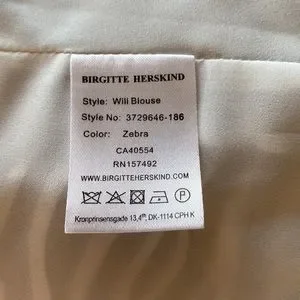 BIRGITTE HERSKIND
Style: Wili Blouse
Style No: 3729646-186
Color: Zebra
CA40554
RN157492
WWW.BIRGITTEHERSKIND.COM
Kronprinsensgade 13,4th, DK-1114 CPH K